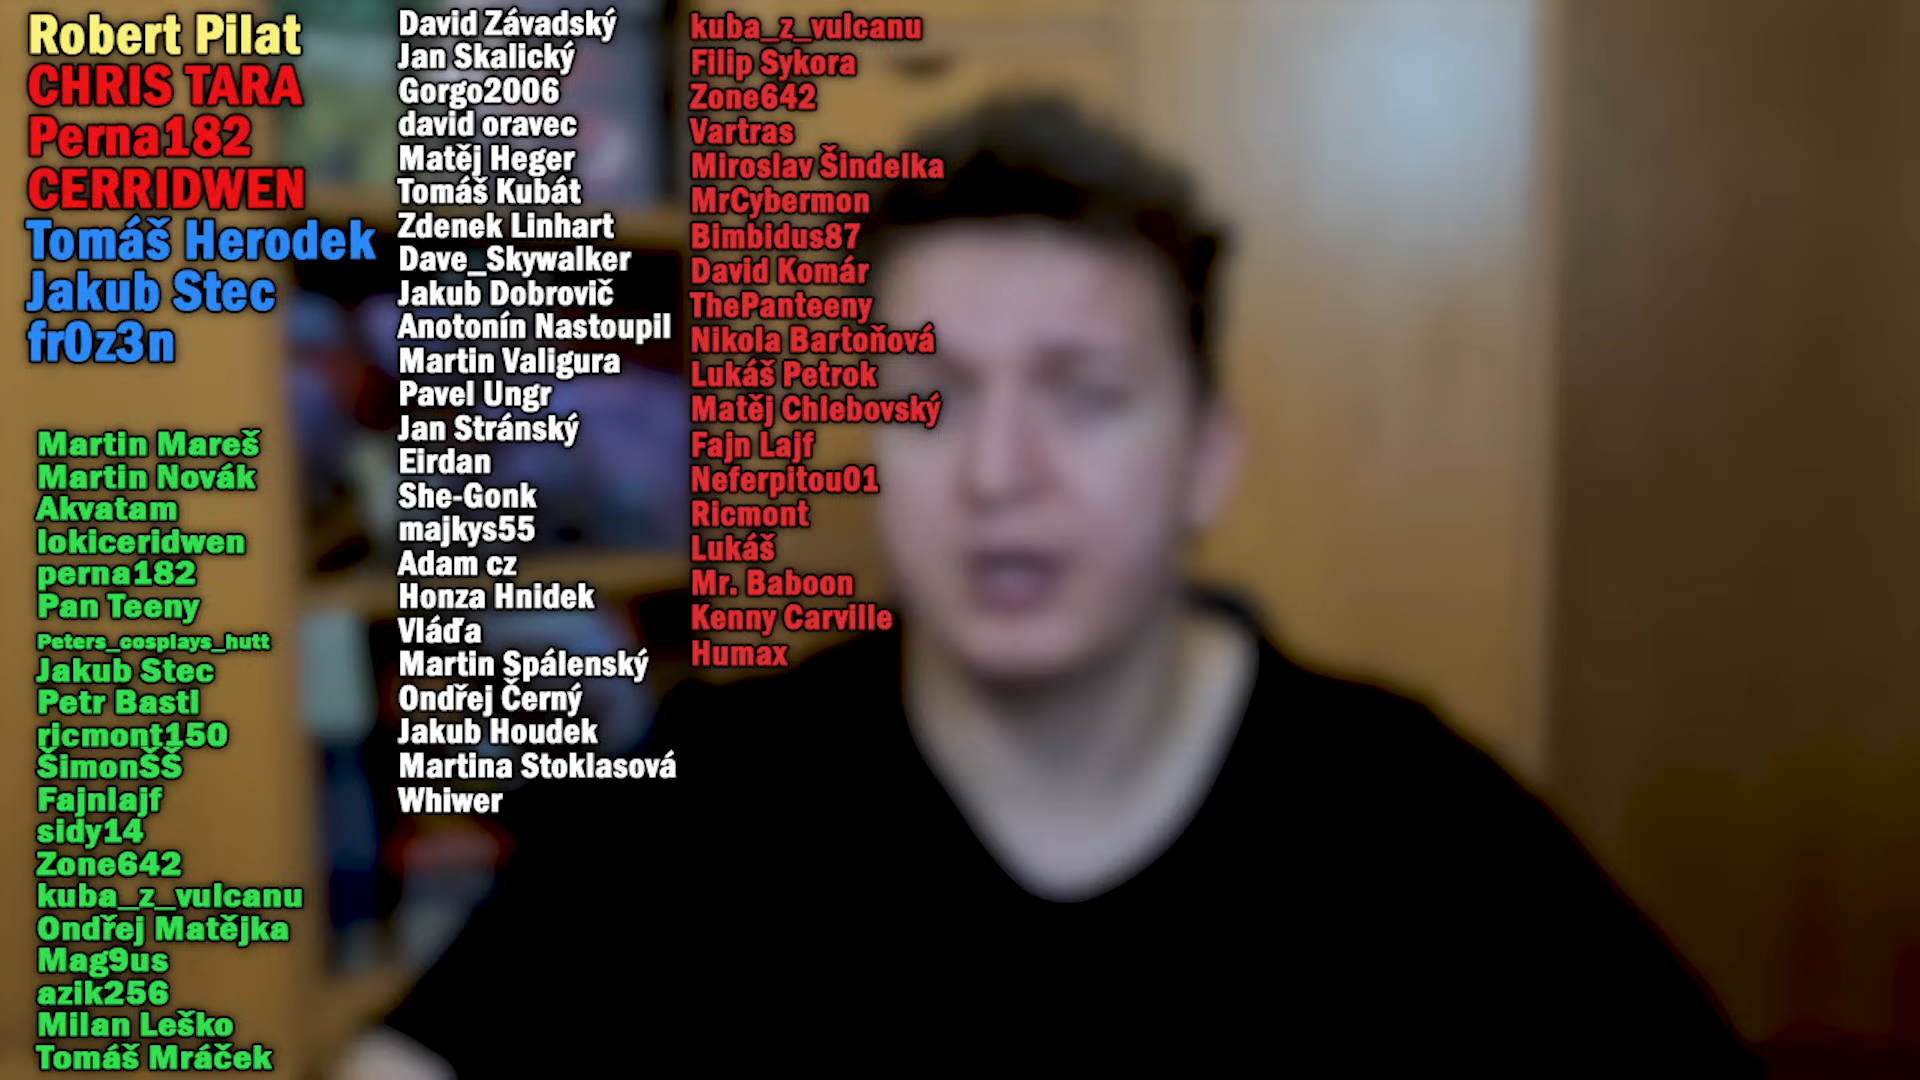 Robert Pilat
CHRIS TARA
Perna182
CERRIDWEN
Tomáš Herodek
Jakub Stec
fr0z3n
Martin Mareš
Martin Novák
Akvatam
lokiceridwen
perna182
Pan Teeny
Peters_cosplays_hutt
Jakub Stec
Petr Bastl
ricmont150
ŠimonŠŠ
Fajnlajf
sidy14
Zone642
kuba_z_vulcanu
Ondřej Matějka
Mag9us
azik256
Milan Leško
Tomáš Mráček
David Závadský
Jan Skalický
Gorgo2006
david oravec
Matěj Heger
Tomáš Kubát
Zdenek Linhart
Dave_Skywalker
Jakub Dobrovič
Anotonín Nastoupil
Martin Valigura
Pavel Ungr
Jan Stránský
Eirdan
She-Gonk
majkys55
Adam cz
Honza Hnidek
Vláďa
Martin Spálenský
Ondřej Černý
Jakub Houdek
Martina Stoklasová
Whiwer
kuba_z_vulcanu
Filip Sykora
Zone642
Vartras
Miroslav Šindelka
MrCybermon
Bimbidus87
David Komár
ThePanteeny
Nikola Bartoňová
Lukáš Petrok
Matěj Chlebovský
Fajn Lajf
Neferpitou01
Ricmont
Lukáš
Mr. Baboon
Kenny Carville
Humax